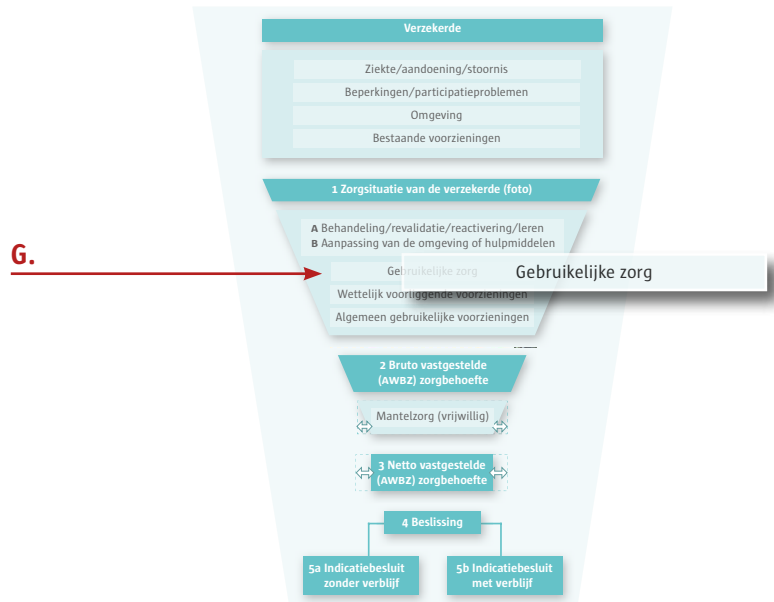 Verzekerde
Ziekte/aandoening/stoornis
Beperkingen/participatieproblemen
Omgeving
Bestaande voorzieningen
1 Zorgsituatie van de verzekerde (foto)
A Behandeling/revalidatie/reactivering/leren
B Aanpassing van de omgeving of hulpmiddelen
G.
Gebruikelijke zorg
Gebruikelijke zorg
Wettelijk voorliggende voorzieningen
Algemeen gebruikelijke voorzieningen
2 Bruto vastgestelde
(AWBZ) zorgbehoefte
Mantelzorg (vrijwillig)
3 Netto vastgestelde
(AWBZ) zorgbehoefte
4 Beslissing
5a Indicatiebesluit
zonder verblijf
5b Indicatiebesluit
met verblijf